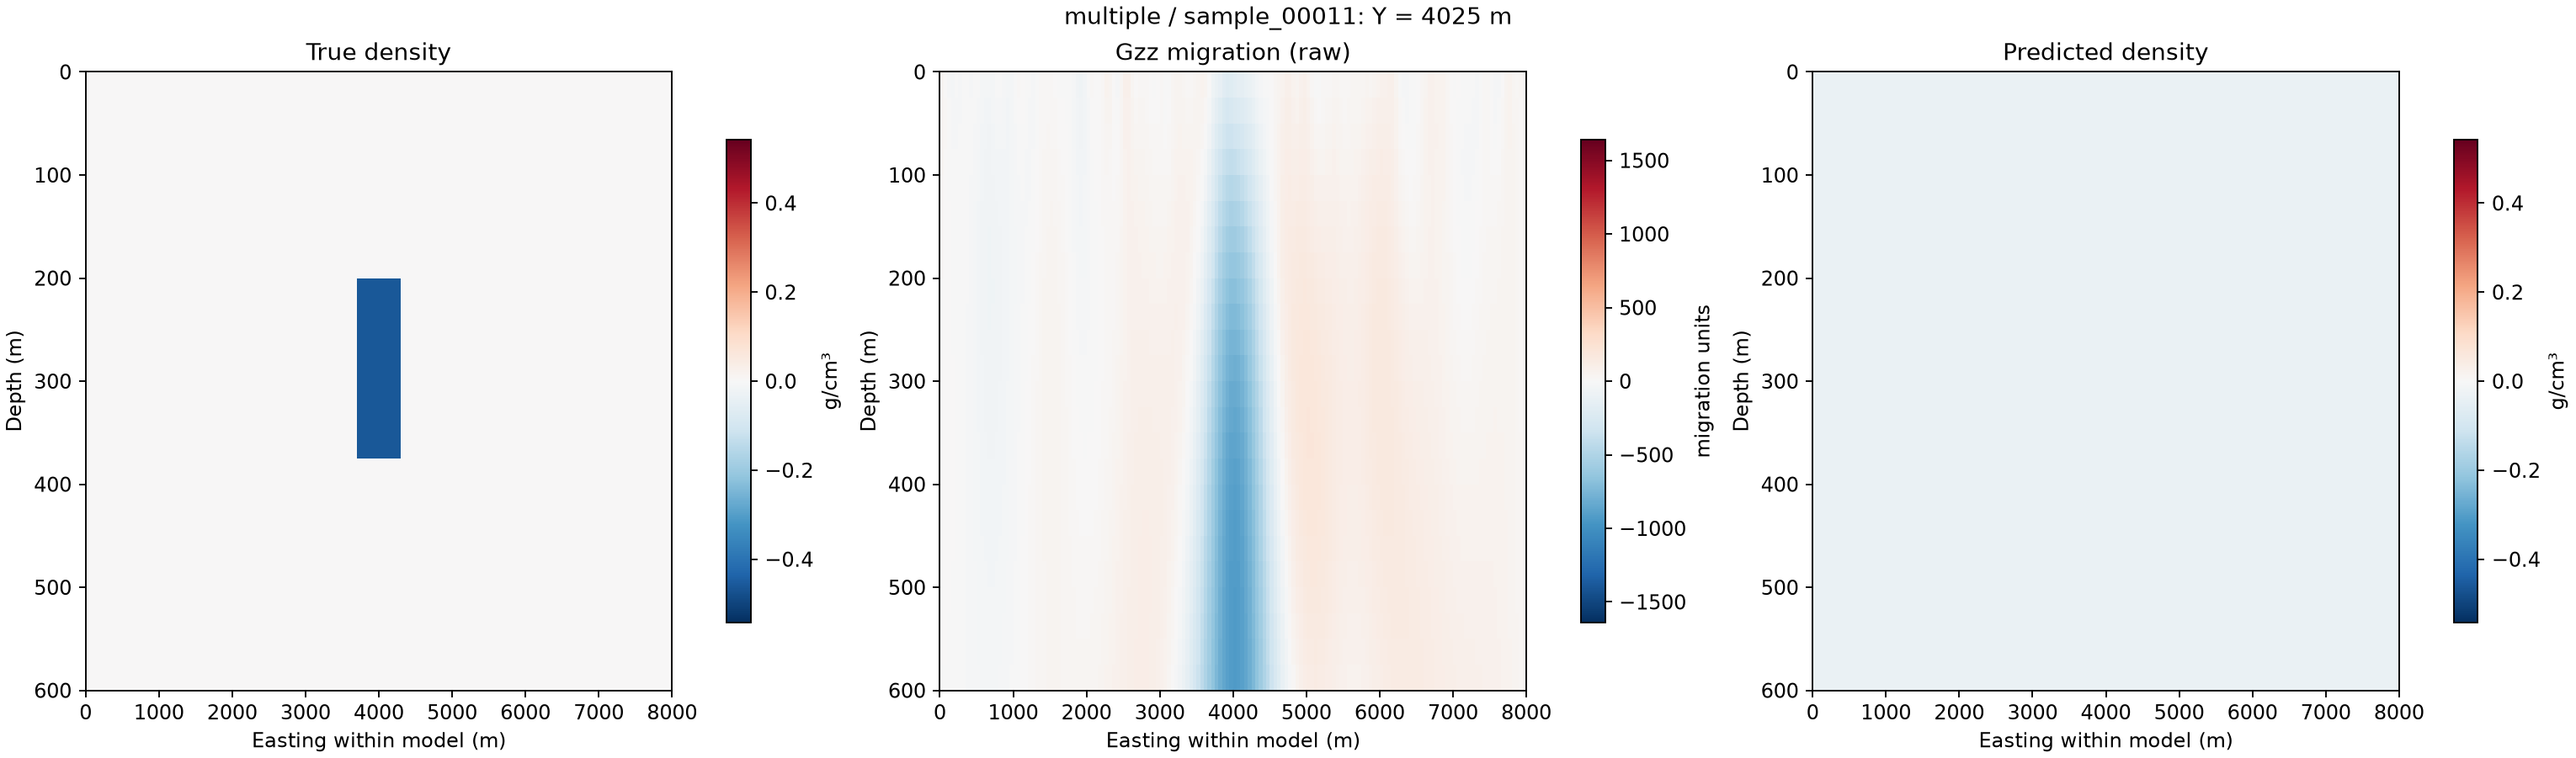 multiple / sample_00011: Y = 4025 m
True density
0
100
200
300
400
500
600
Depth (m)
0 1000 2000 3000 4000 5000 6000 7000 8000
Easting within model (m)
0.4
0.2
0.0
−0.2
−0.4
g/cm³
Gzz migration (raw)
0
100
200
300
400
500
600
Depth (m)
0 1000 2000 3000 4000 5000 6000 7000 8000
Easting within model (m)
1500
1000
500
0
−500
−1000
−1500
migration units
Predicted density
0
100
200
300
400
500
600
Depth (m)
0 1000 2000 3000 4000 5000 6000 7000 8000
Easting within model (m)
0.4
0.2
0.0
−0.2
−0.4
g/cm³